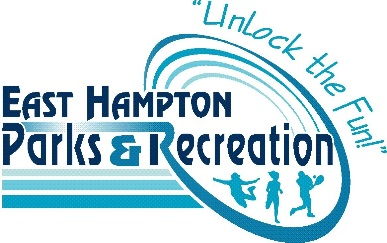 "Unlock the Fun!"
EAST HAMPTON
Parks & Recreation